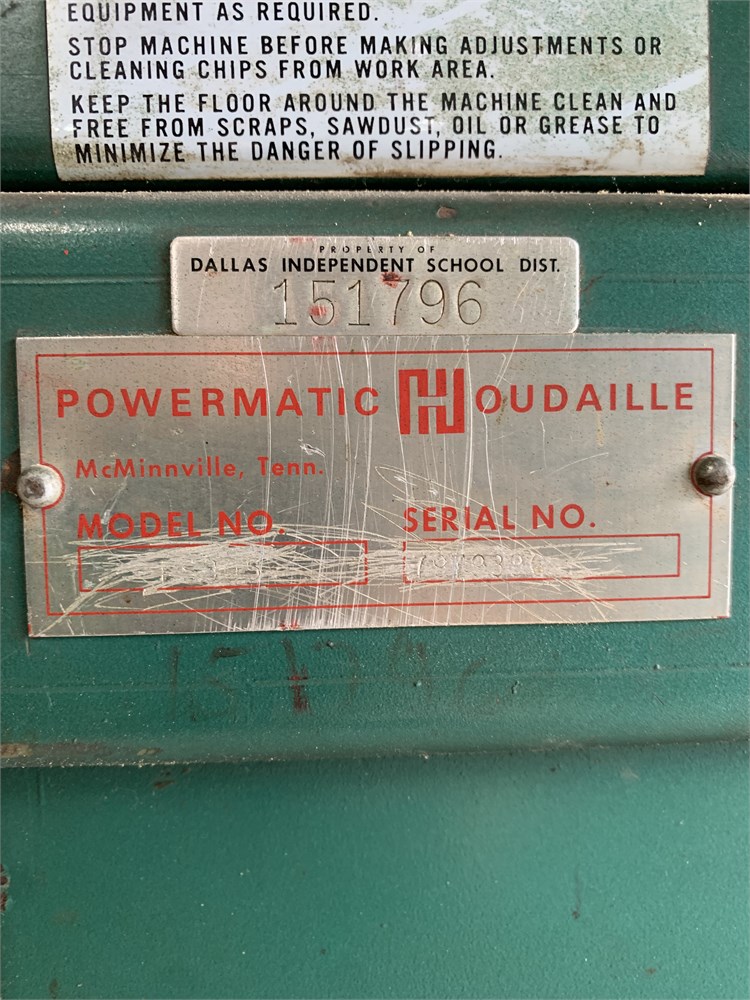 EQUIPMENT AS REQUIRED.
STOP MACHINE BEFORE MAKING ADJUSTMENTS OR
CLEANING CHIPS FROM WORK AREA.
KEEP THE FLOOR AROUND THE MACHINE CLEAN AND
FREE FROM SCRAPS, SAWDUST, OIL OR GREASE TO
MINIMIZE THE DANGER OF SLIPPING.
PROPERTY OF
DALLAS INDEPENDENT SCHOOL DIST.
151796
POWERMATIC HOUDAILLE
McMinnville, Tenn.
MODEL NO. SERIAL NO.